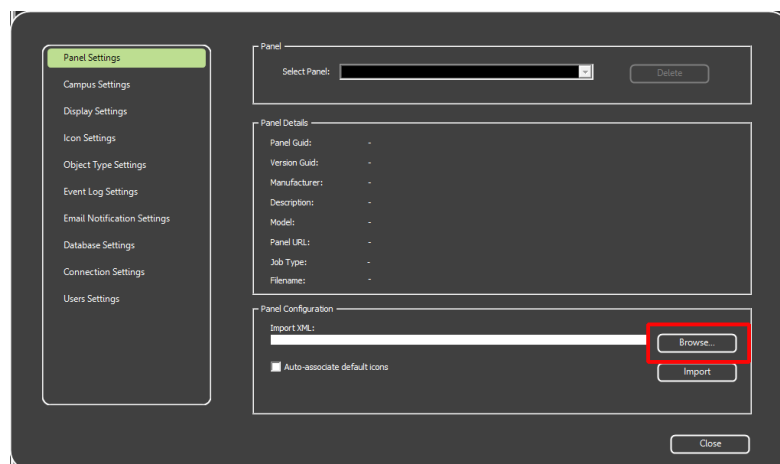 Panel Settings
Campus Settings
Display Settings
Icon Settings
Object Type Settings
Event Log Settings
Email Notification Settings
Database Settings
Connection Settings
Users Settings
Panel
Select Panel:
Delete
Panel Details
Panel Guid: -
Version Guid: -
Manufacturer: -
Description: -
Model: -
Panel URL: -
Job Type: -
Filename: -
Panel Configuration
Import XML:
Browse...
Auto-associate default icons
Import
Close